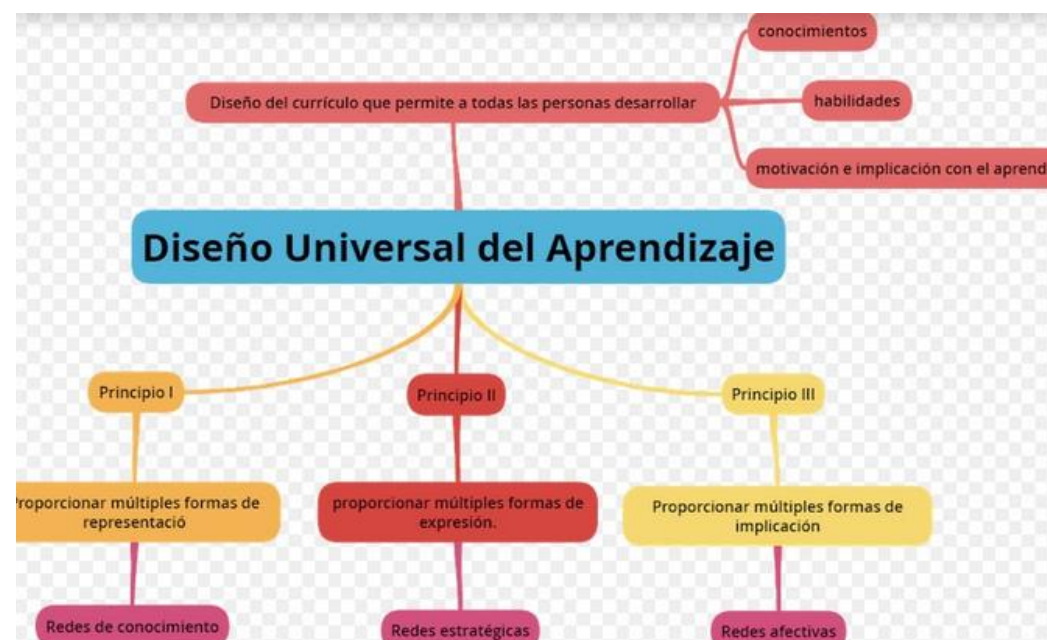 conocimientos
Diseño del currículo que permite a todas las personas desarrollar
habilidades
motivación e implicación con el aprend
Diseño Universal del Aprendizaje
Principio I
Principio II
Principio III
roporcionar múltiples formas de
representació
proporcionar múltiples formas de
expresión.
Proporcionar múltiples formas de
implicación
Redes de conocimiento
Redes estratégicas
Redes afectivas